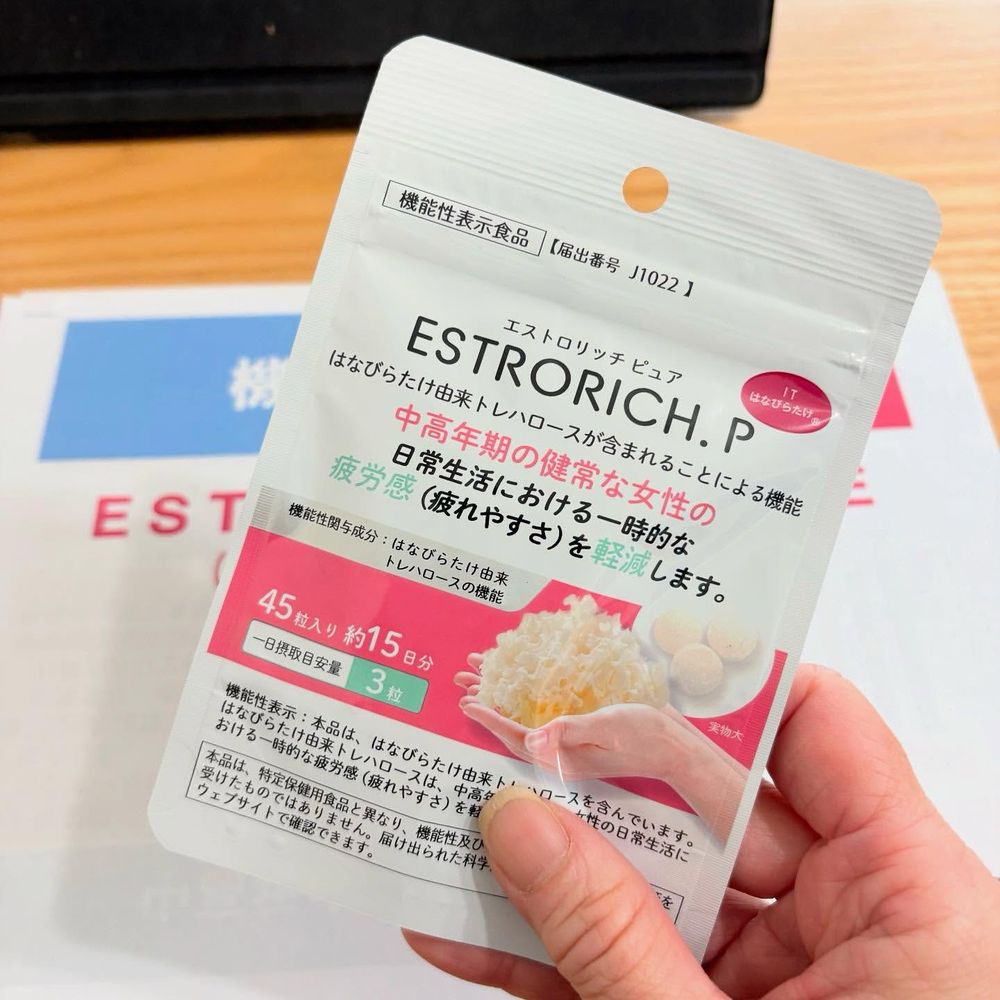 機能性表示食品 【届出番号 J1022】
エストロリッチ ピュア
ESTRORICH. P
IT
はなびらたけ®
はなびらたけ由来トレハロースが含まれることによる機能
中高年期の健常な女性の
日常生活における一時的な
疲労感(疲れやすさ)を軽減します。
機能性関与成分：はなびらたけ由来
トレハロースの機能
45粒入り 約15日分
一日摂取目安量 3粒
実物大
機能性表示：本品は、はなびらたけ由来トレハロースを含んでいます。
はなびらたけ由来トレハロースは、中高年 女性の日常生活に
おける一時的な疲労感(疲れやすさ)を軽
本品は、特定保健用食品と異なり、機能性及び を
受けたものではありません。届け出られた科学
ウェブサイトで確認できます。
機
EST